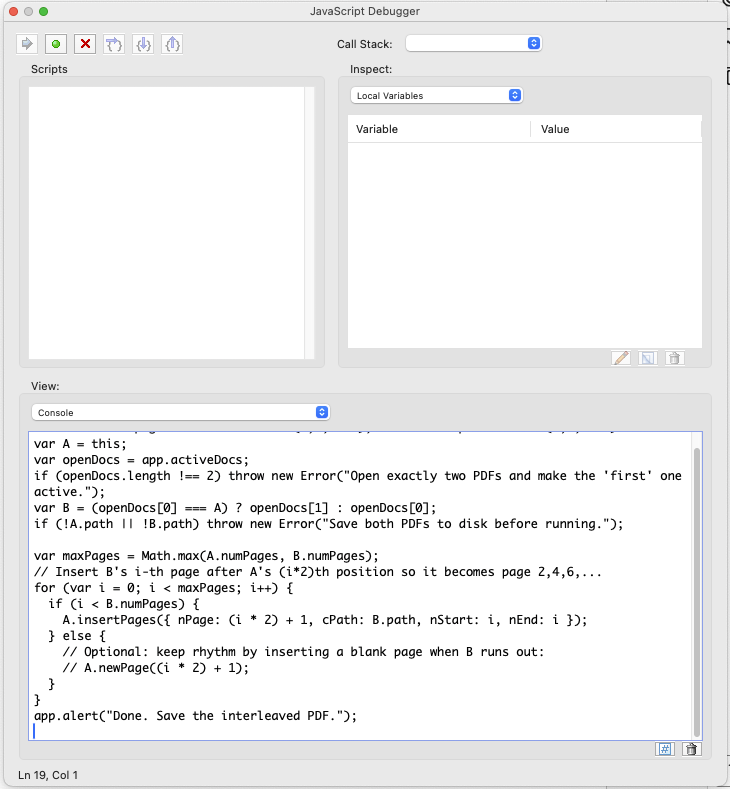 JavaScript Debugger
Call Stack:
Scripts
Inspect:
Local Variables
Variable
Value
View:
Console
var A = this;
var openDocs = app.activeDocs;
if (openDocs.length !== 2) throw new Error("Open exactly two PDFs and make the 'first' one
active.");
var B = (openDocs[0] === A) ? openDocs[1] : openDocs[0];
if (!A.path || !B.path) throw new Error("Save both PDFs to disk before running.");
var maxPages = Math.max(A.numPages, B.numPages);
// Insert B's i-th page after A's (i*2)th position so it becomes page 2,4,6,...
for (var i = 0; i < maxPages; i++) {
if (i < B.numPages) {
A.insertPages({ nPage: (i * 2) + 1, cPath: B.path, nStart: i, nEnd: i });
} else {
// Optional: keep rhythm by inserting a blank page when B runs out:
// A.newPage((i * 2) + 1);
}
}
app.alert("Done. Save the interleaved PDF.");
Ln 19, Col 1